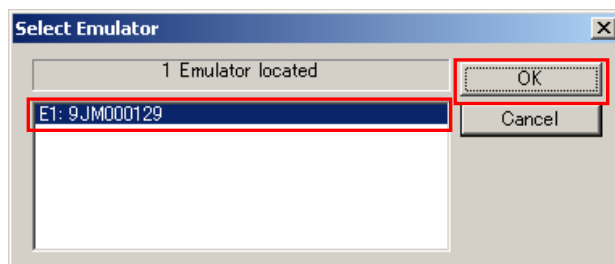 Select Emulator
1 Emulator located
OK
E1: 9JM000129
Cancel